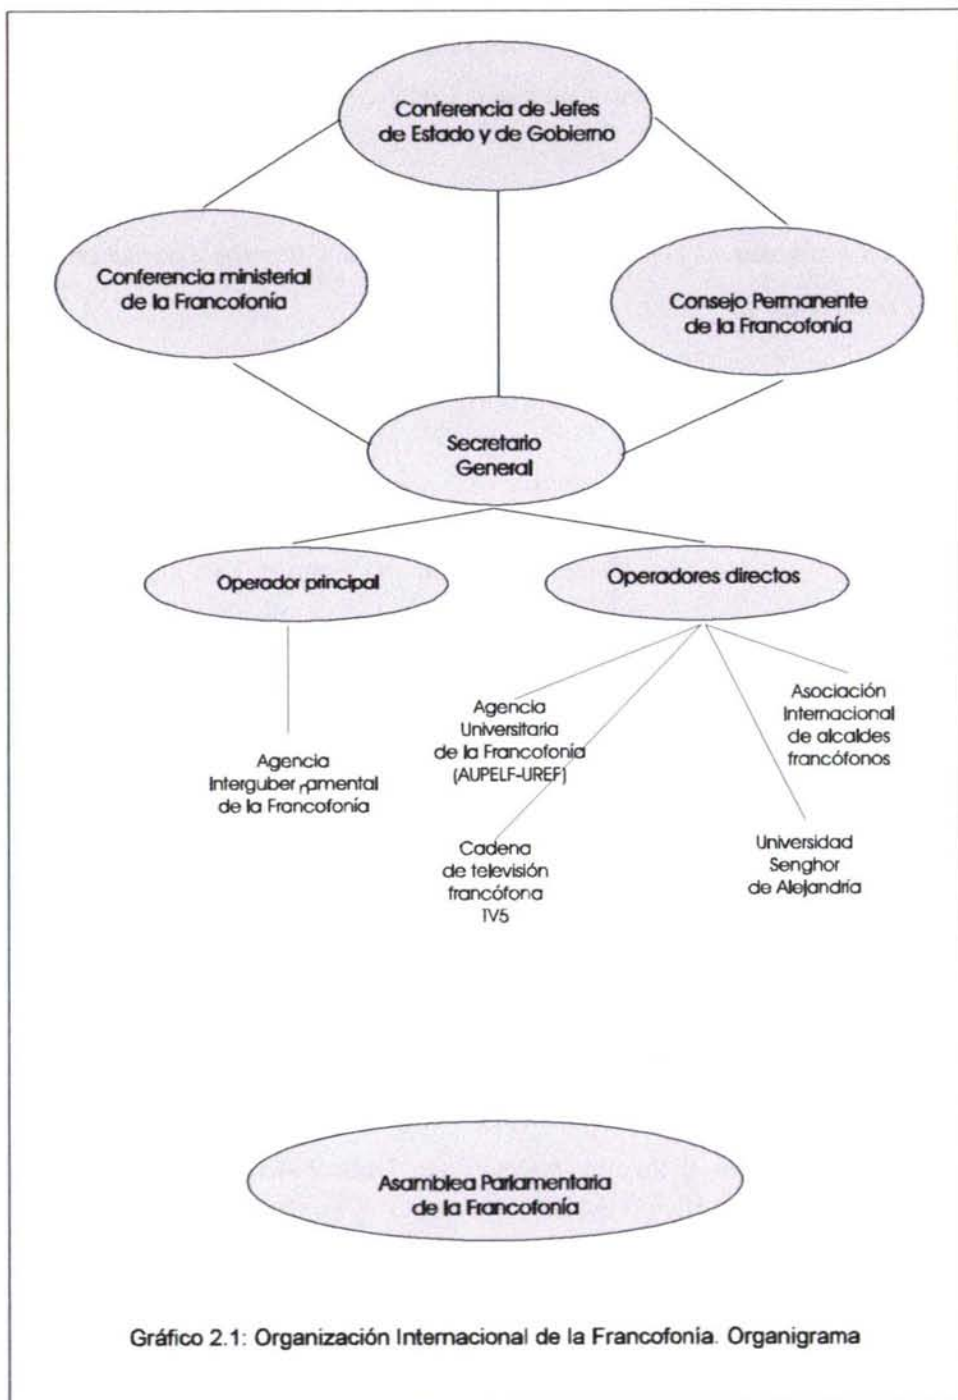 Conferencia de Jefes
de Estado y de Gobierno
Conferencia ministerial
de la Francofonía
Consejo Permanente
de la Francofonía
Secretario
General
Operador principal
Operadores directos
Agencia
Intergubernamental
de la Francofonía
Agencia
Universitaria
de la Francofonía
(AUPELF-UREF)
Asociación
Internacional
de alcaldes
francófonos
Cadena
de televisión
francófona
TV5
Universidad
Senghor
de Alejandría
Asamblea Parlamentaria
de la Francofonía
Gráfico 2.1: Organización Internacional de la Francofonía. Organigrama